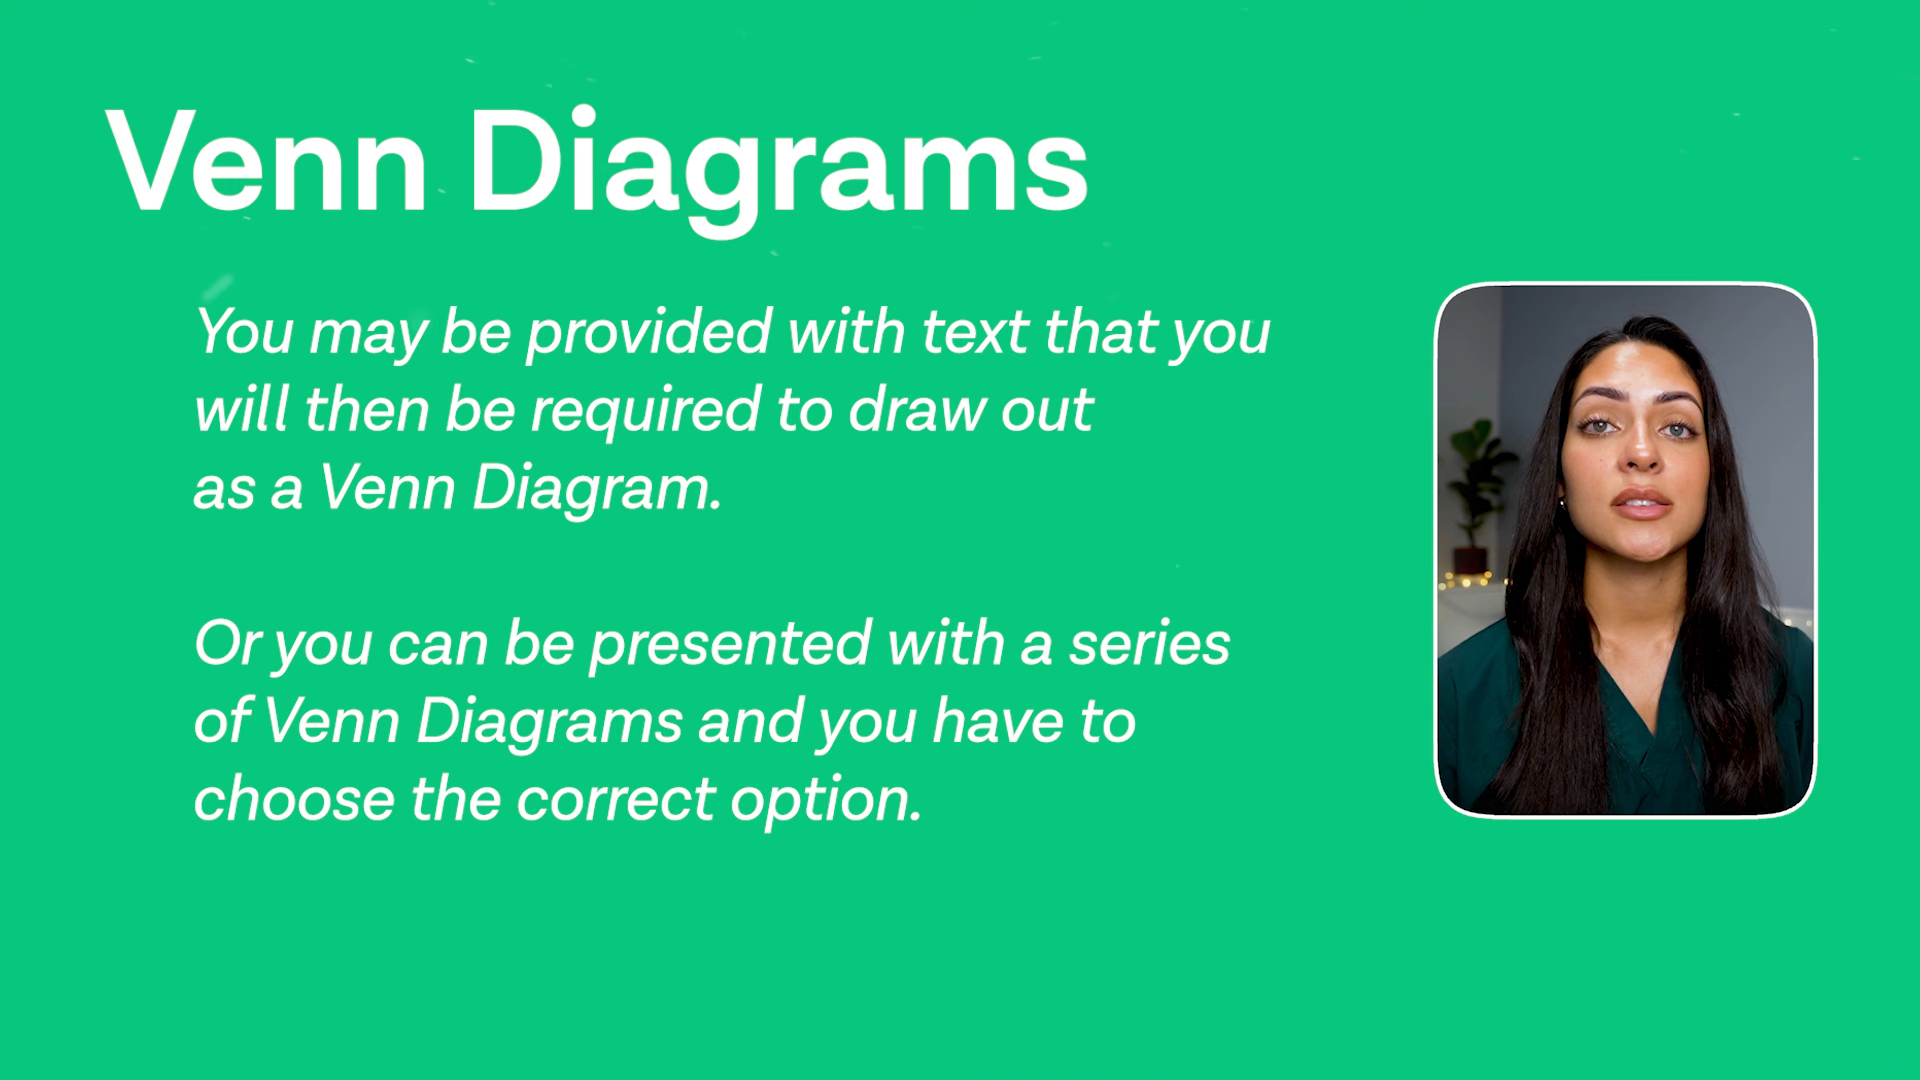 Venn Diagrams
You may be provided with text that you
will then be required to draw out
as a Venn Diagram.
Or you can be presented with a series
of Venn Diagrams and you have to
choose the correct option.